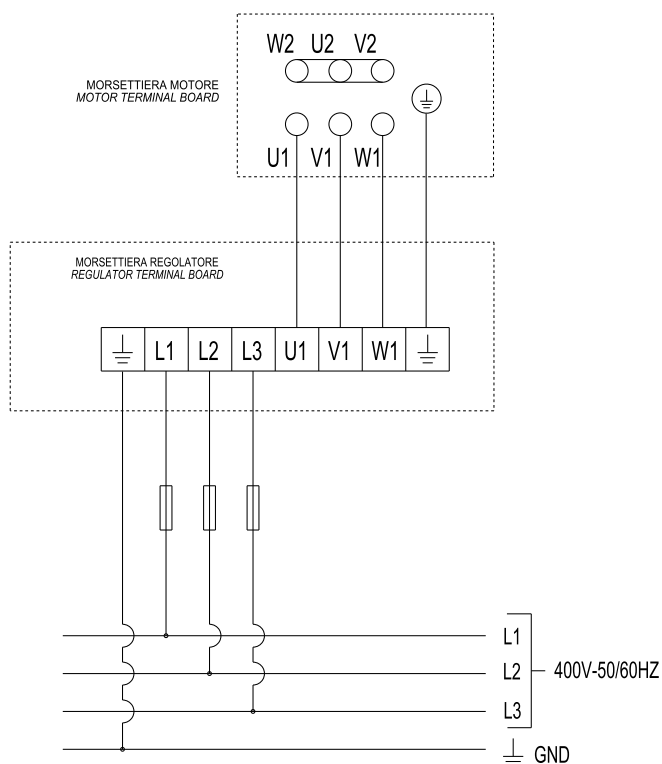 W2 U2 V2
MORSETTIERA MOTORE
MOTOR TERMINAL BOARD
U1 V1 W1
MORSETTIERA REGOLATORE
REGULATOR TERMINAL BOARD
L1 L2 L3 U1 V1 W1
L1
L2
400V-50/60HZ
L3
GND